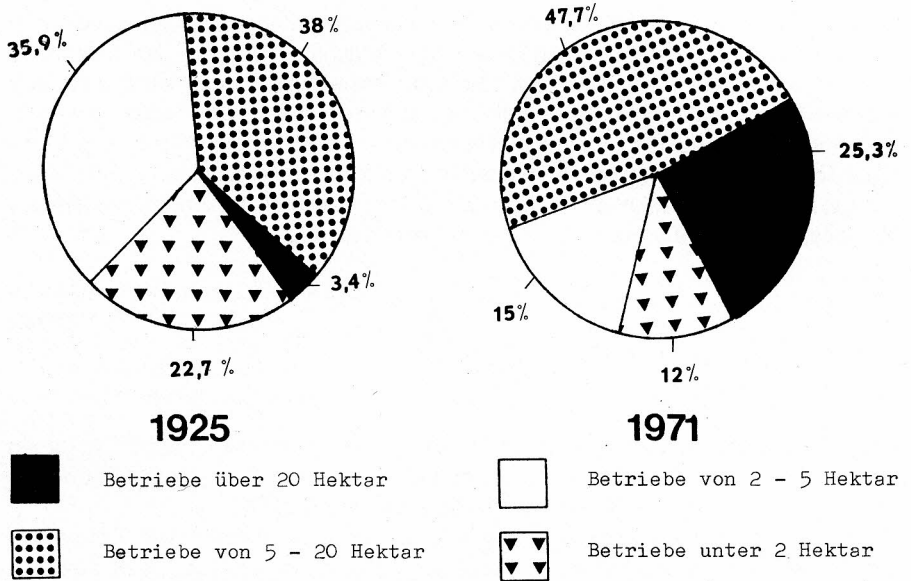 35,9%
38%
3,4%
22,7 %
1925
47,7%
25,3%
15%
12%
1971
Betriebe über 20 Hektar
Betriebe von 5 - 20 Hektar
Betriebe von 2 - 5 Hektar
Betriebe unter 2 Hektar